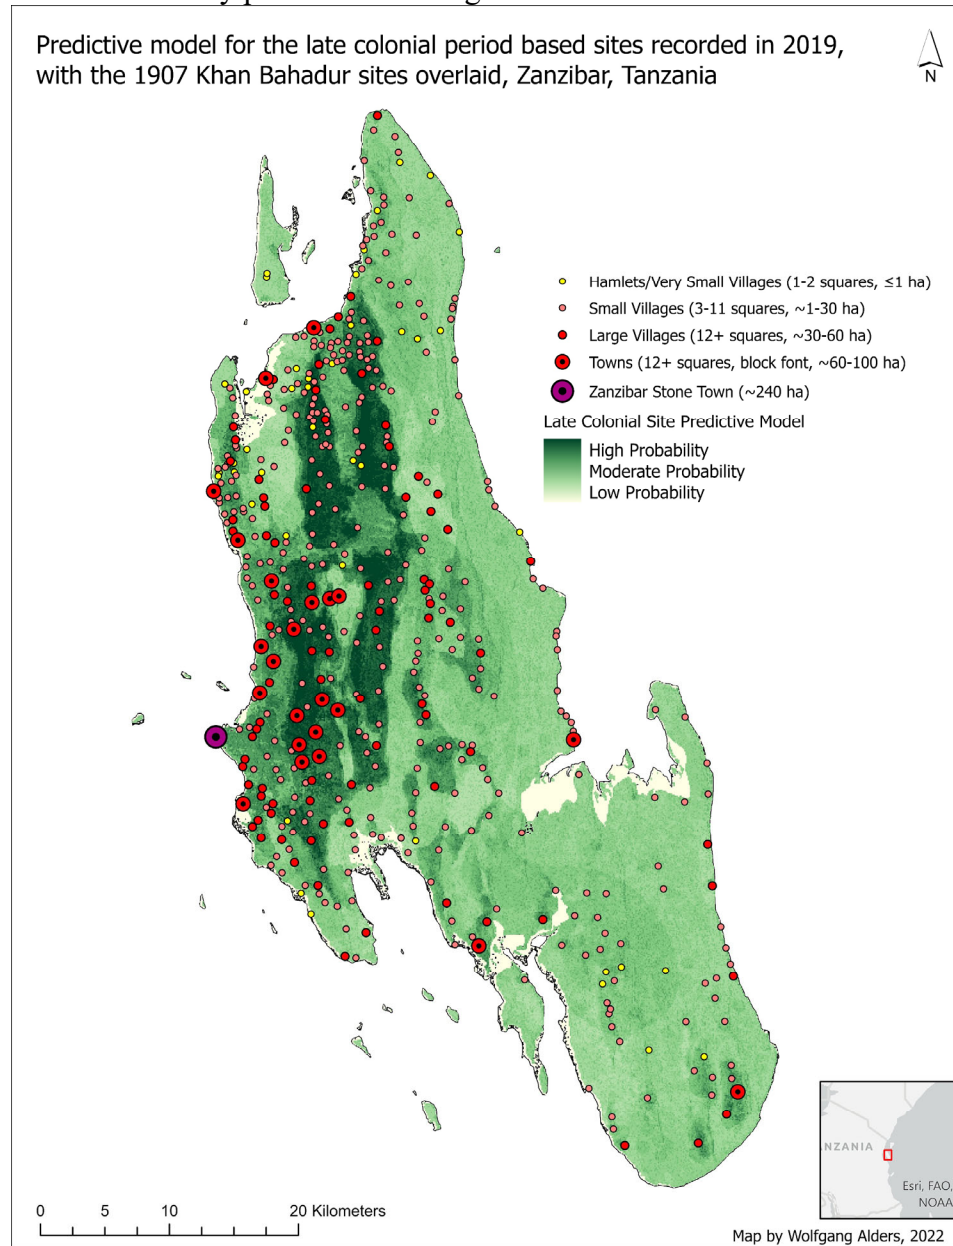 Predictive model for the late colonial period based sites recorded in 2019,
with the 1907 Khan Bahadur sites overlaid, Zanzibar, Tanzania
N
Hamlets/Very Small Villages (1-2 squares, ≤1 ha)
Small Villages (3-11 squares, ~1-30 ha)
Large Villages (12+ squares, ~30-60 ha)
Towns (12+ squares, block font, ~60-100 ha)
Zanzibar Stone Town (~240 ha)
Late Colonial Site Predictive Model
High Probability
Moderate Probability
Low Probability
NZANIA
Esri, FAO,
NOAA
0 5 10 20 Kilometers
Map by Wolfgang Alders, 2022